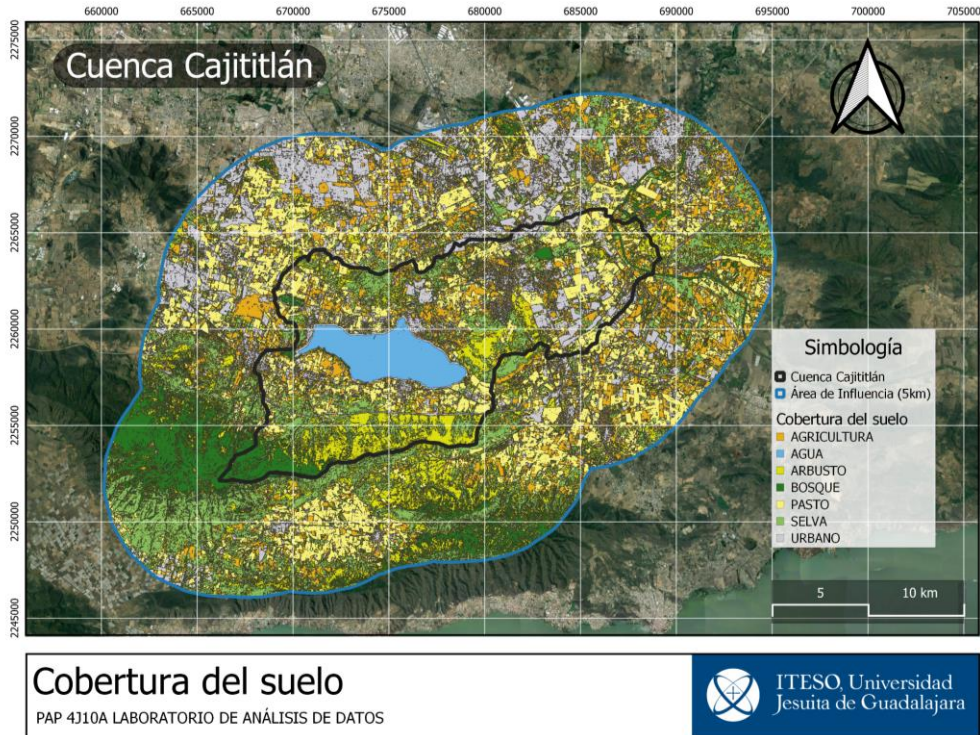 660000 665000 670000 675000 680000 685000 690000 695000 700000 705000
2275000
2270000
2265000
2260000
2255000
2250000
2245000
Cuenca Cajititlán
Simbología
Cuenca Cajititlán
Área de Influencia (5km)
Cobertura del suelo
AGRICULTURA
AGUA
ARBUSTO
BOSQUE
PASTO
SELVA
URBANO
5 10 km
Cobertura del suelo
PAP 4J10A LABORATORIO DE ANÁLISIS DE DATOS
ITESO, Universidad
Jesuita de Guadalajara